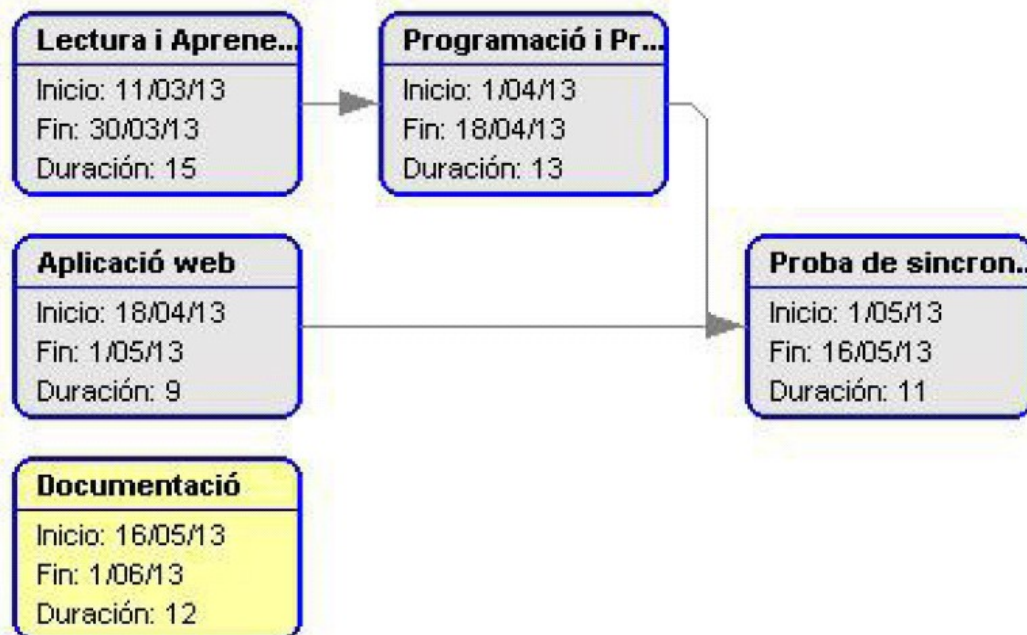 Lectura i Aprene...
Inicio: 11/03/13
Fin: 30/03/13
Duración: 15
Programació i Pr...
Inicio: 1/04/13
Fin: 18/04/13
Duración: 13
Aplicació web
Inicio: 18/04/13
Fin: 1/05/13
Duración: 9
Proba de sincron...
Inicio: 1/05/13
Fin: 16/05/13
Duración: 11
Documentació
Inicio: 16/05/13
Fin: 1/06/13
Duración: 12